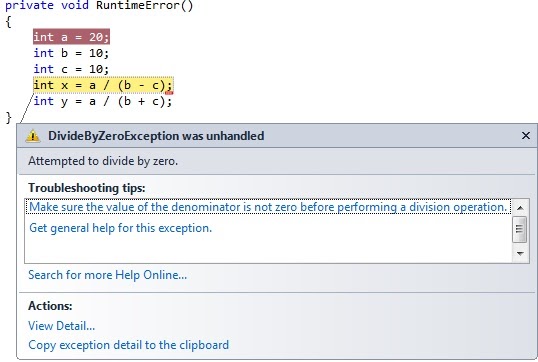 private void RuntimeError()
{
int a = 20;
int b = 10;
int c = 10;
int x = a / (b - c);
int y = a / (b + c);
}
DivideByZeroException was unhandled
Attempted to divide by zero.
Troubleshooting tips:
Make sure the value of the denominator is not zero before performing a division operation.
Get general help for this exception.
Search for more Help Online...
Actions:
View Detail...
Copy exception detail to the clipboard